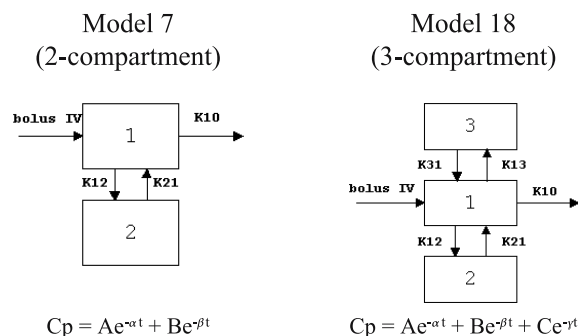 Model 7
(2-compartment)
bolus IV
1
K10
K12
K21
2
Cp = Ae^-αt + Be^-βt
Model 18
(3-compartment)
3
K31
K13
bolus IV
1
K10
K12
K21
2
Cp = Ae^-αt + Be^-βt + Ce^-γt